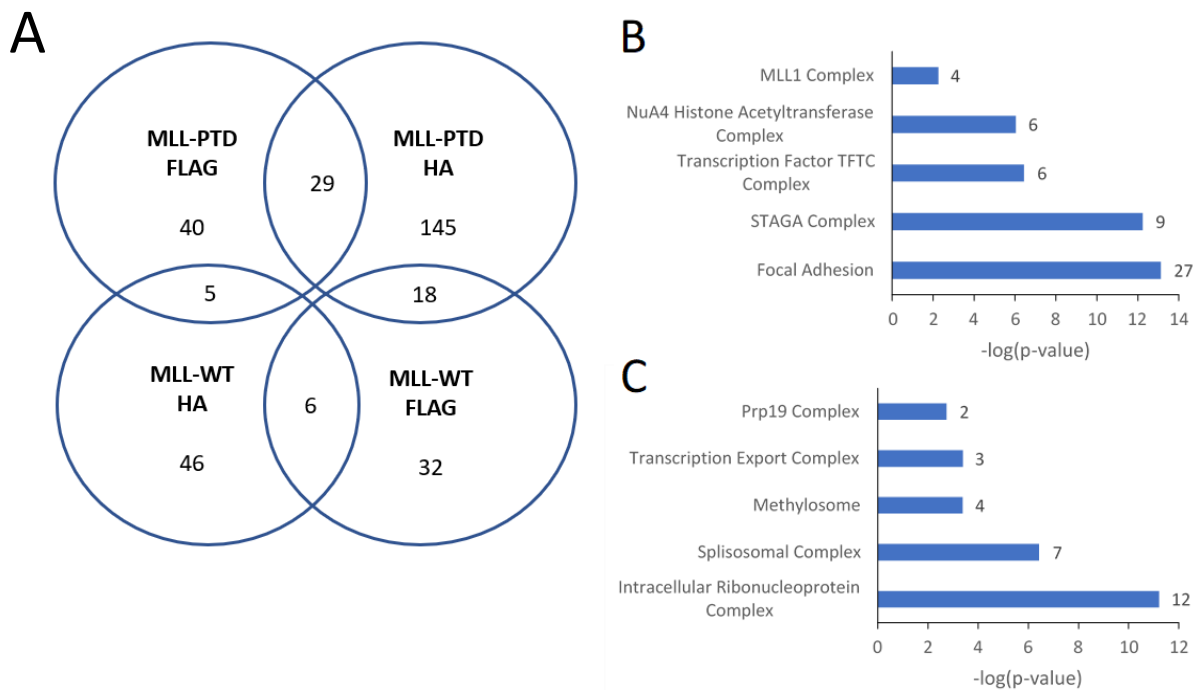 A
MLL-PTD
FLAG
40
29
MLL-PTD
HA
145
5
18
MLL-WT
HA
46
6
MLL-WT
FLAG
32
B
MLL1 Complex
4
NuA4 Histone Acetyltransferase
Complex
6
Transcription Factor TFTC
Complex
6
STAGA Complex
9
Focal Adhesion
27
0 2 4 6 8 10 12 14
-log(p-value)
C
Prp19 Complex
2
Transcription Export Complex
3
Methylosome
4
Splisosomal Complex
7
Intracellular Ribonucleoprotein
Complex
12
0 2 4 6 8 10 12
-log(p-value)